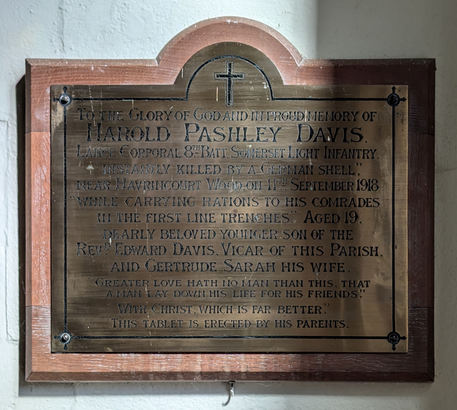 TO THE GLORY OF GOD AND IN PROUD MEMORY OF
HAROLD PASHLEY DAVIS.
LANCE CORPORAL 8TH BATT SOMERSET LIGHT INFANTRY.
"INSTANTLY KILLED BY A GERMAN SHELL",
NEAR HAVRINCOURT WOOD, ON 11TH SEPTEMBER 1918
"WHILE CARRYING RATIONS TO HIS COMRADES
IN THE FIRST LINE TRENCHES". AGED 19.
DEARLY BELOVED YOUNGER SON OF THE
REVD EDWARD DAVIS, VICAR OF THIS PARISH,
AND GERTRUDE SARAH HIS WIFE.
"GREATER LOVE HATH NO MAN THAN THIS, THAT
A MAN LAY DOWN HIS LIFE FOR HIS FRIENDS."
"WITH CHRIST, WHICH IS FAR BETTER."
THIS TABLET IS ERECTED BY HIS PARENTS.